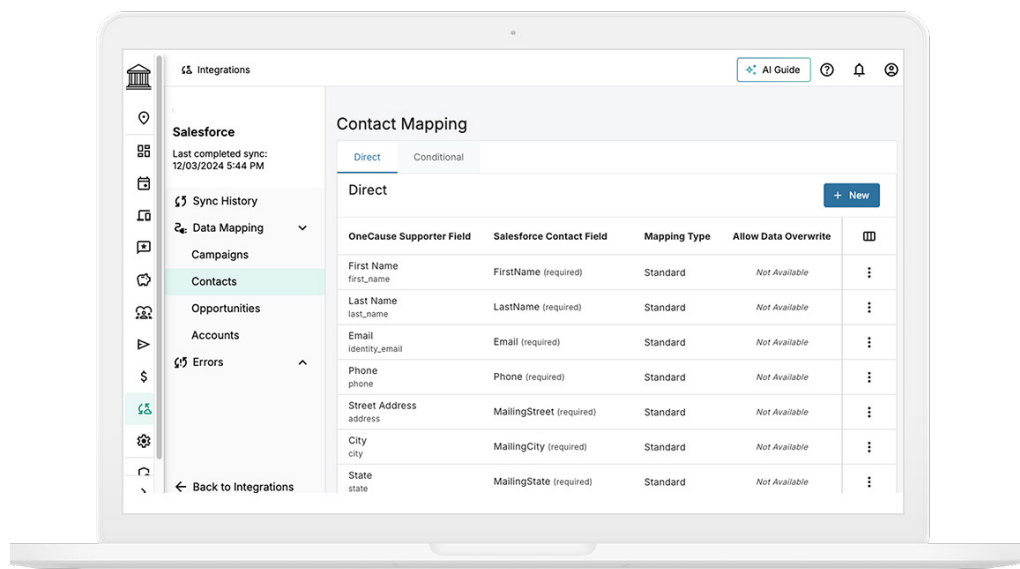 Integrations
AI Guide
Salesforce
Last completed sync:
12/03/2024 5:44 PM
Sync History
Data Mapping
Campaigns
Contacts
Opportunities
Accounts
Errors
Back to Integrations
Contact Mapping
Direct Conditional
Direct
+ New
OneCause Supporter Field Salesforce Contact Field Mapping Type Allow Data Overwrite
First Name
first_name
FirstName (required) Standard Not Available
Last Name
last_name
LastName (required) Standard Not Available
Email
identity_email
Email (required) Standard Not Available
Phone
phone
Phone (required) Standard Not Available
Street Address
address
MailingStreet (required) Standard Not Available
City
city
MailingCity (required) Standard Not Available
State
state
MailingState (required) Standard Not Available